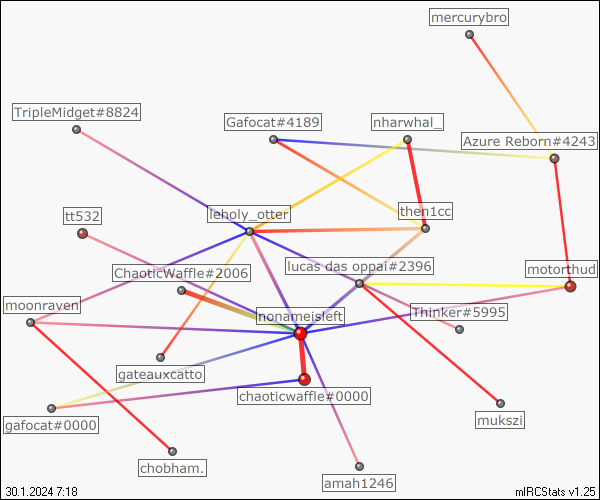 mercurybro
TripleMidget#8824
Gafocat#4189
nharwhal_
Azure Reborn#4243
tt532
leholy_otter
then1cc
ChaoticWaffle#2006
lucas das oppai#2396
motorthud
moonraven
nonameisleft
Thinker#5995
gateauxcatto
chaoticwaffle#0000
gafocat#0000
mukszi
chobham.
amah1246
30.1.2024 7:18
mIRCStats v1.25